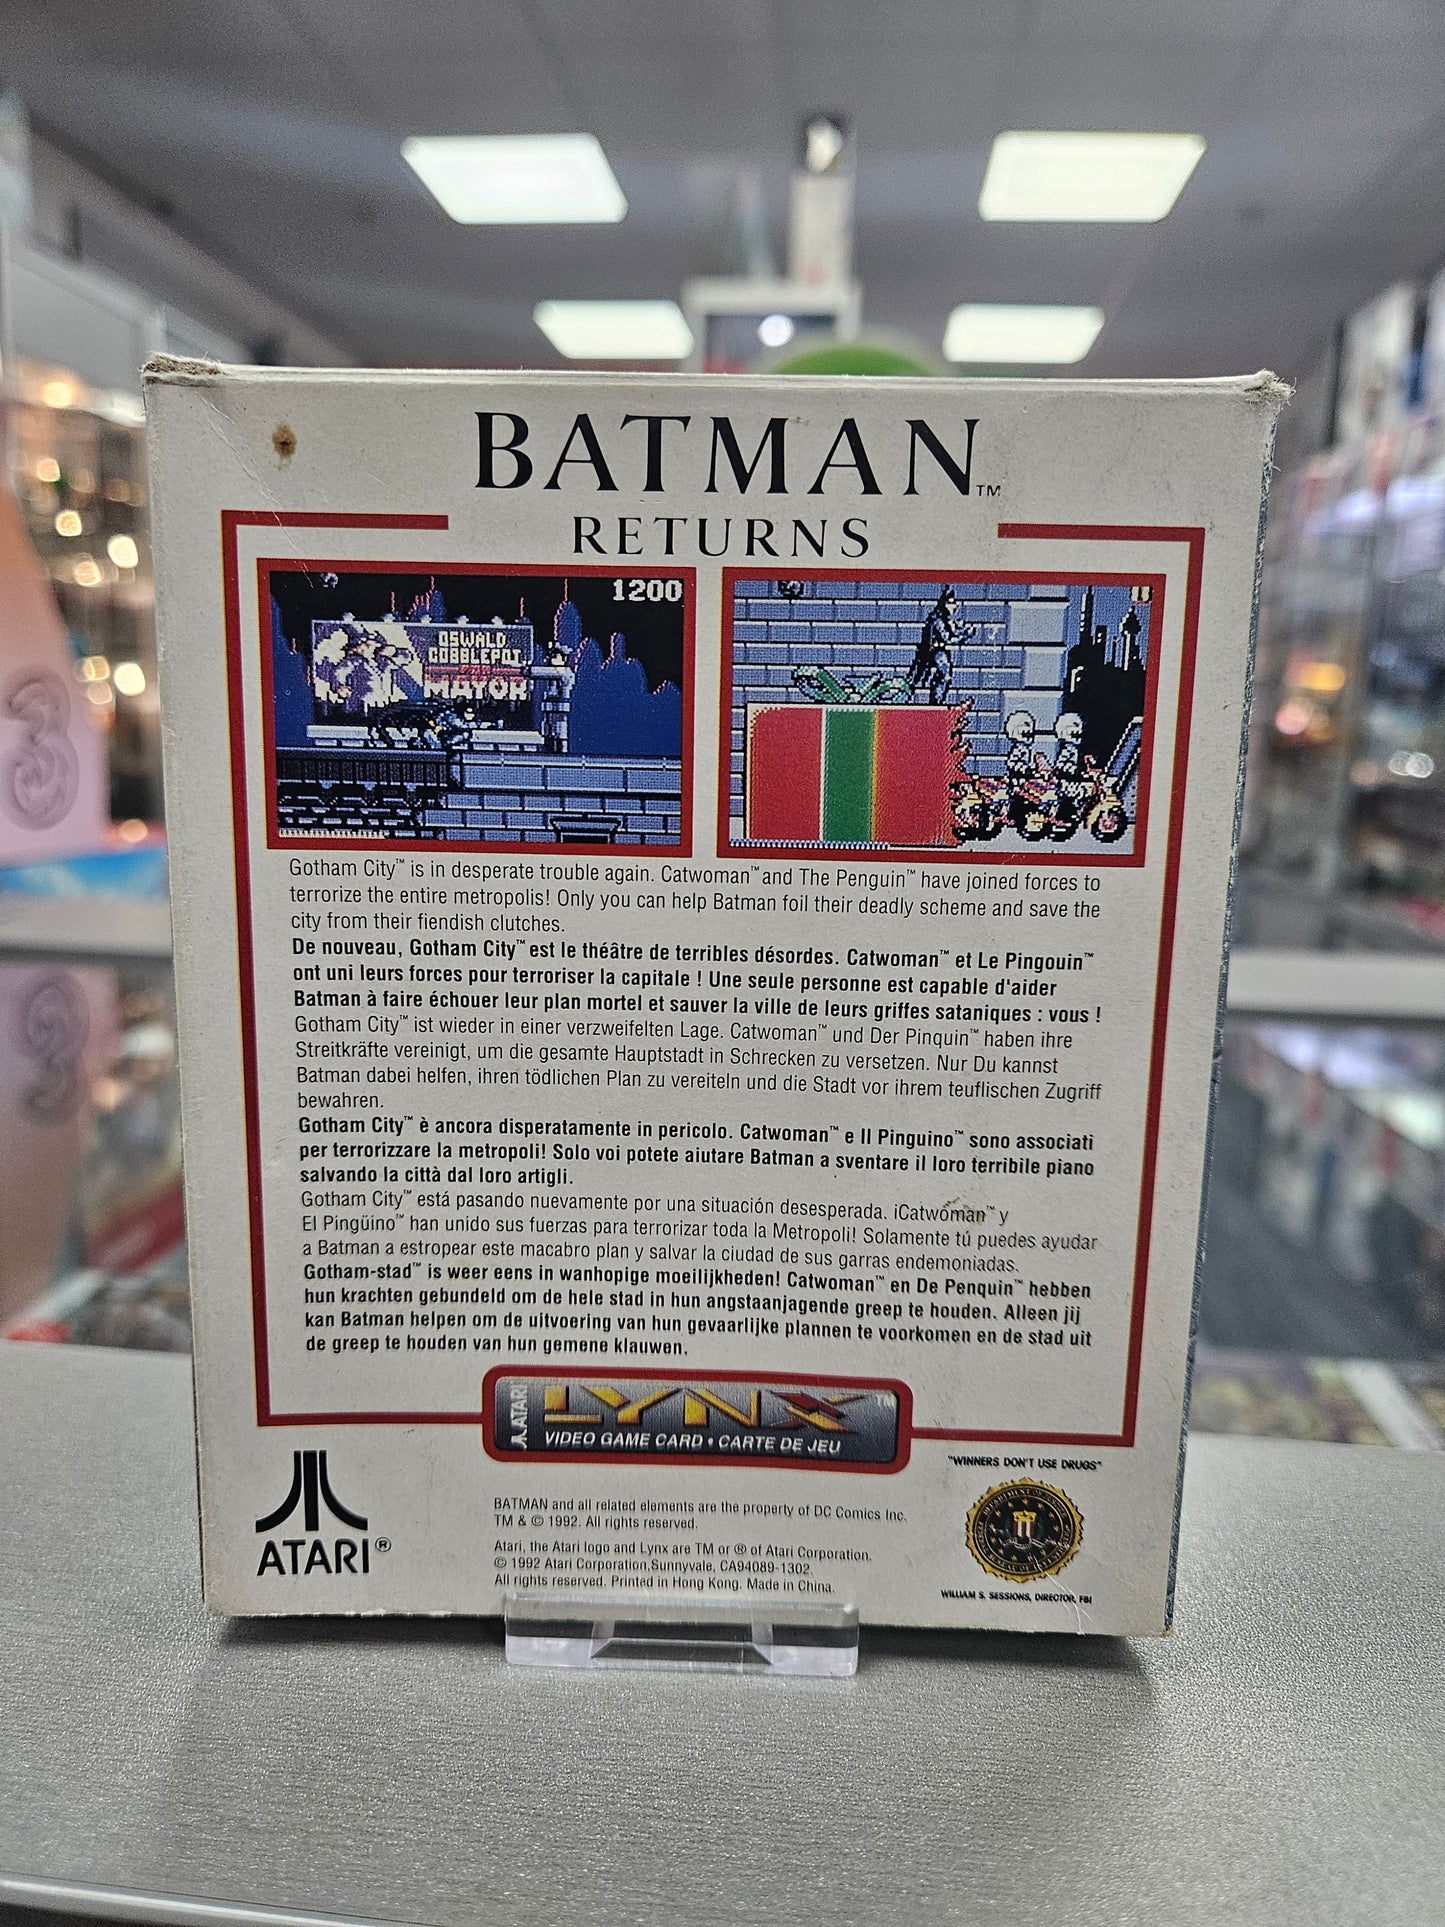 BATMAN™
RETURNS
1200
OSWALD
COBBLEPOT
MAYOR
Gotham City™ is in desperate trouble again. Catwoman™ and The Penguin™ have joined forces to
terrorize the entire metropolis! Only you can help Batman foil their deadly scheme and save the
city from their fiendish clutches.
De nouveau, Gotham City™ est le théâtre de terribles désordes. Catwoman™ et Le Pingouin™
ont uni leurs forces pour terroriser la capitale ! Une seule personne est capable d'aider
Batman à faire échouer leur plan mortel et sauver la ville de leurs griffes sataniques : vous !
Gotham City™ ist wieder in einer verzweifelten Lage. Catwoman™ und Der Pinquin™ haben ihre
Streitkräfte vereinigt, um die gesamte Hauptstadt in Schrecken zu versetzen. Nur Du kannst
Batman dabei helfen, ihren tödlichen Plan zu vereiteln und die Stadt vor ihrem teuflischen Zugriff
bewahren.
Gotham City™ è ancora disperatamente in pericolo. Catwoman™ e Il Pinguino™ sono associati
per terrorizzare la metropoli! Solo voi potete aiutare Batman a sventare il loro terribile piano
salvando la città dal loro artigli.
Gotham City™ está pasando nuevamente por una situación desesperada. ¡Catwoman™ y
El Pingüino™ han unido sus fuerzas para terrorizar toda la Metropoli! Solamente tú puedes ayudar
a Batman a estropear este macabro plan y salvar la ciudad de sus garras endemoniadas.
Gotham-stad™ is weer eens in wanhopige moeilijkheden! Catwoman™ en De Penquin™ hebben
hun krachten gebundeld om de hele stad in hun angstaanjagende greep te houden. Alleen jij
kan Batman helpen om de uitvoering van hun gevaarlijke plannen te voorkomen en de stad uit
de greep te houden van hun gemene klauwen.
ATARI
LYNX™
VIDEO GAME CARD • CARTE DE JEU
ATARI®
BATMAN and all related elements are the property of DC Comics Inc.
TM & © 1992. All rights reserved.
Atari, the Atari logo and Lynx are TM or ® of Atari Corporation.
© 1992 Atari Corporation,Sunnyvale, CA94089-1302.
All rights reserved. Printed in Hong Kong. Made in China.
"WINNERS DON'T USE DRUGS"
WILLIAM S. SESSIONS, DIRECTOR, FBI